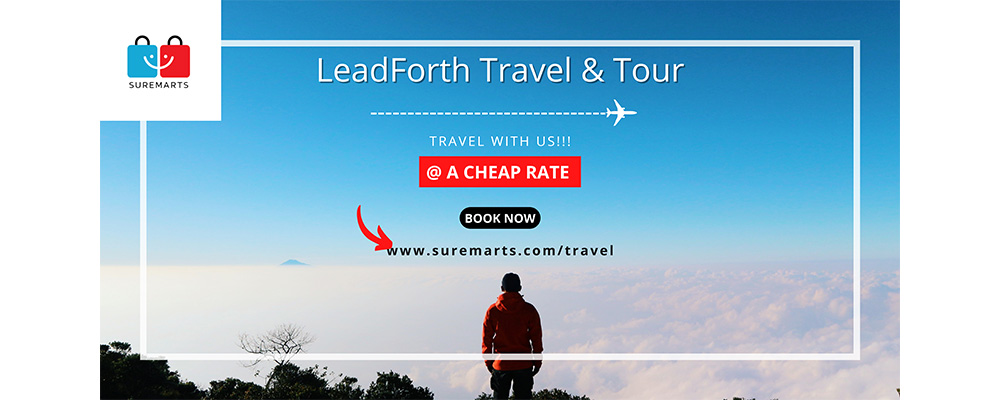 SUREMARTS
LeadForth Travel & Tour
TRAVEL WITH US!!!
@ A CHEAP RATE
BOOK NOW
www.suremarts.com/travel